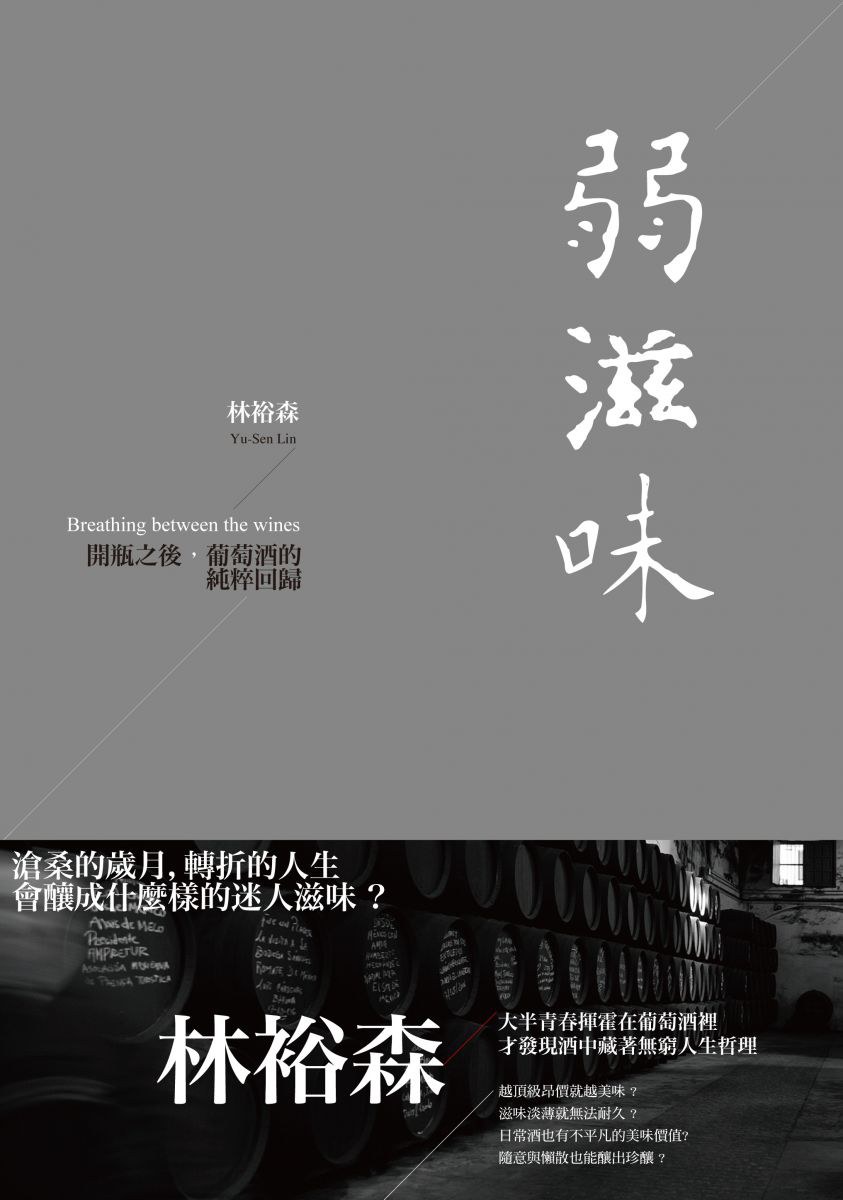 弱滋味
林裕森
Yu-Sen Lin
Breathing between the wines
開瓶之後，葡萄酒的
純粹回歸
滄桑的歲月, 轉折的人生
會釀成什麼樣的迷人滋味？
林裕森
大半青春揮霍在葡萄酒裡
才發現酒中藏著無窮人生哲理
越頂級昂價就越美味？
滋味淡薄就無法耐久？
日常酒也有不平凡的美味價值?
隨意與懶散也能釀出珍釀？